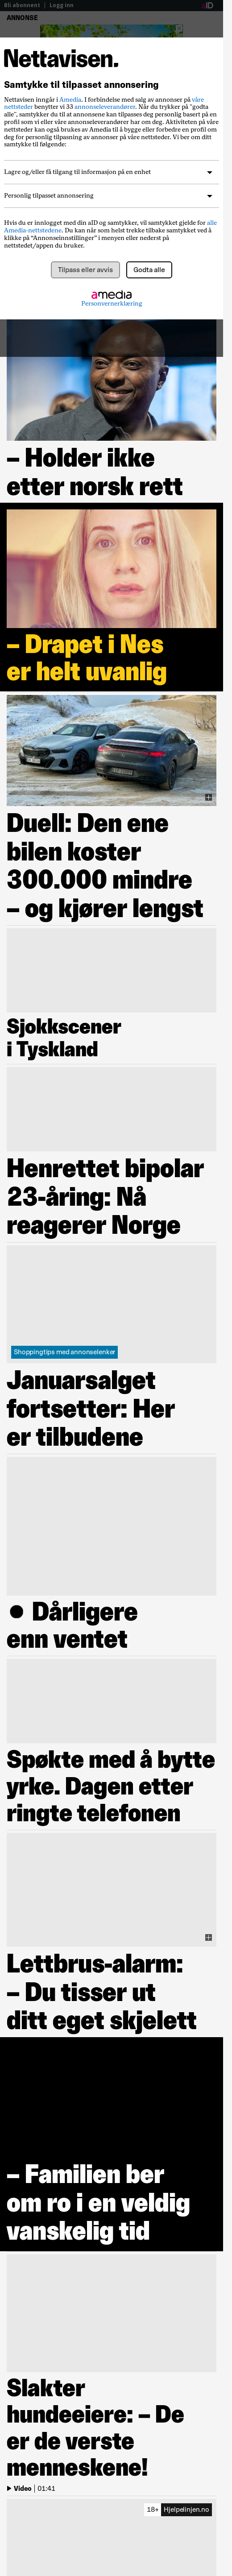 Bli abonnent | Logg inn
aID
ANNONSE
Nettavisen.
Samtykke til tilpasset annonsering
Nettavisen inngår i Amedia. I forbindelse med salg av annonser på våre
nettsteder benytter vi 33 annonseleverandører. Når du trykker på "godta
alle", samtykker du til at annonsene kan tilpasses deg personlig basert på en
profil som vi eller våre annonsører har om deg. Aktiviteten på våre
nettsteder kan også brukes av Amedia til å bygge eller forbedre en profil om
deg for personlig tilpasning av annonser på våre nettsteder. Vi ber om ditt
samtykke til følgende:
Lagre og/eller få tilgang til informasjon på en enhet
Personlig tilpasset annonsering
Hvis du er innlogget med din aID og samtykker, vil samtykket gjelde for alle
Amedia-nettstedene. Du kan når som helst trekke tilbake samtykket ved å
klikke på “Annonseinnstillinger” i menyen eller nederst på
nettstedet/appen du bruker.
Tilpass eller avvis
Godta alle
amedia
Personvernerklæring
– Holder ikke
etter norsk rett
– Drapet i Nes
er helt uvanlig
Duell: Den ene
bilen koster
300.000 mindre
– og kjører lengst
Sjokkscener
i Tyskland
Henrettet bipolar
23-åring: Nå
reagerer Norge
Shoppingtips med annonselenker
Januarsalget
fortsetter: Her
er tilbudene
● Dårligere
enn ventet
Spøkte med å bytte
yrke. Dagen etter
ringte telefonen
Lettbrus-alarm:
– Du tisser ut
ditt eget skjelett
– Familien ber
om ro i en veldig
vanskelig tid
Slakter
hundeeiere: – De
er de verste
menneskene!
Video | 01:41
18+ Hjelpelinjen.no